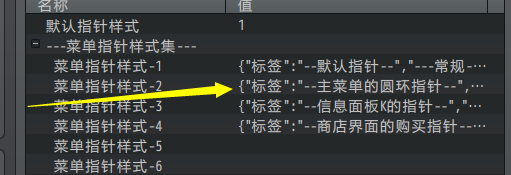 名称 值
默认指针样式 1
---菜单指针样式集---
菜单指针样式-1 {"标签":"--默认指针--","---常规-…
菜单指针样式-2 {"标签":"--主菜单的圆环指针--",…
菜单指针样式-3 {"标签":"--信息面板K的指针--","…
菜单指针样式-4 {"标签":"--商店界面的购买指针--…
菜单指针样式-5
菜单指针样式-6